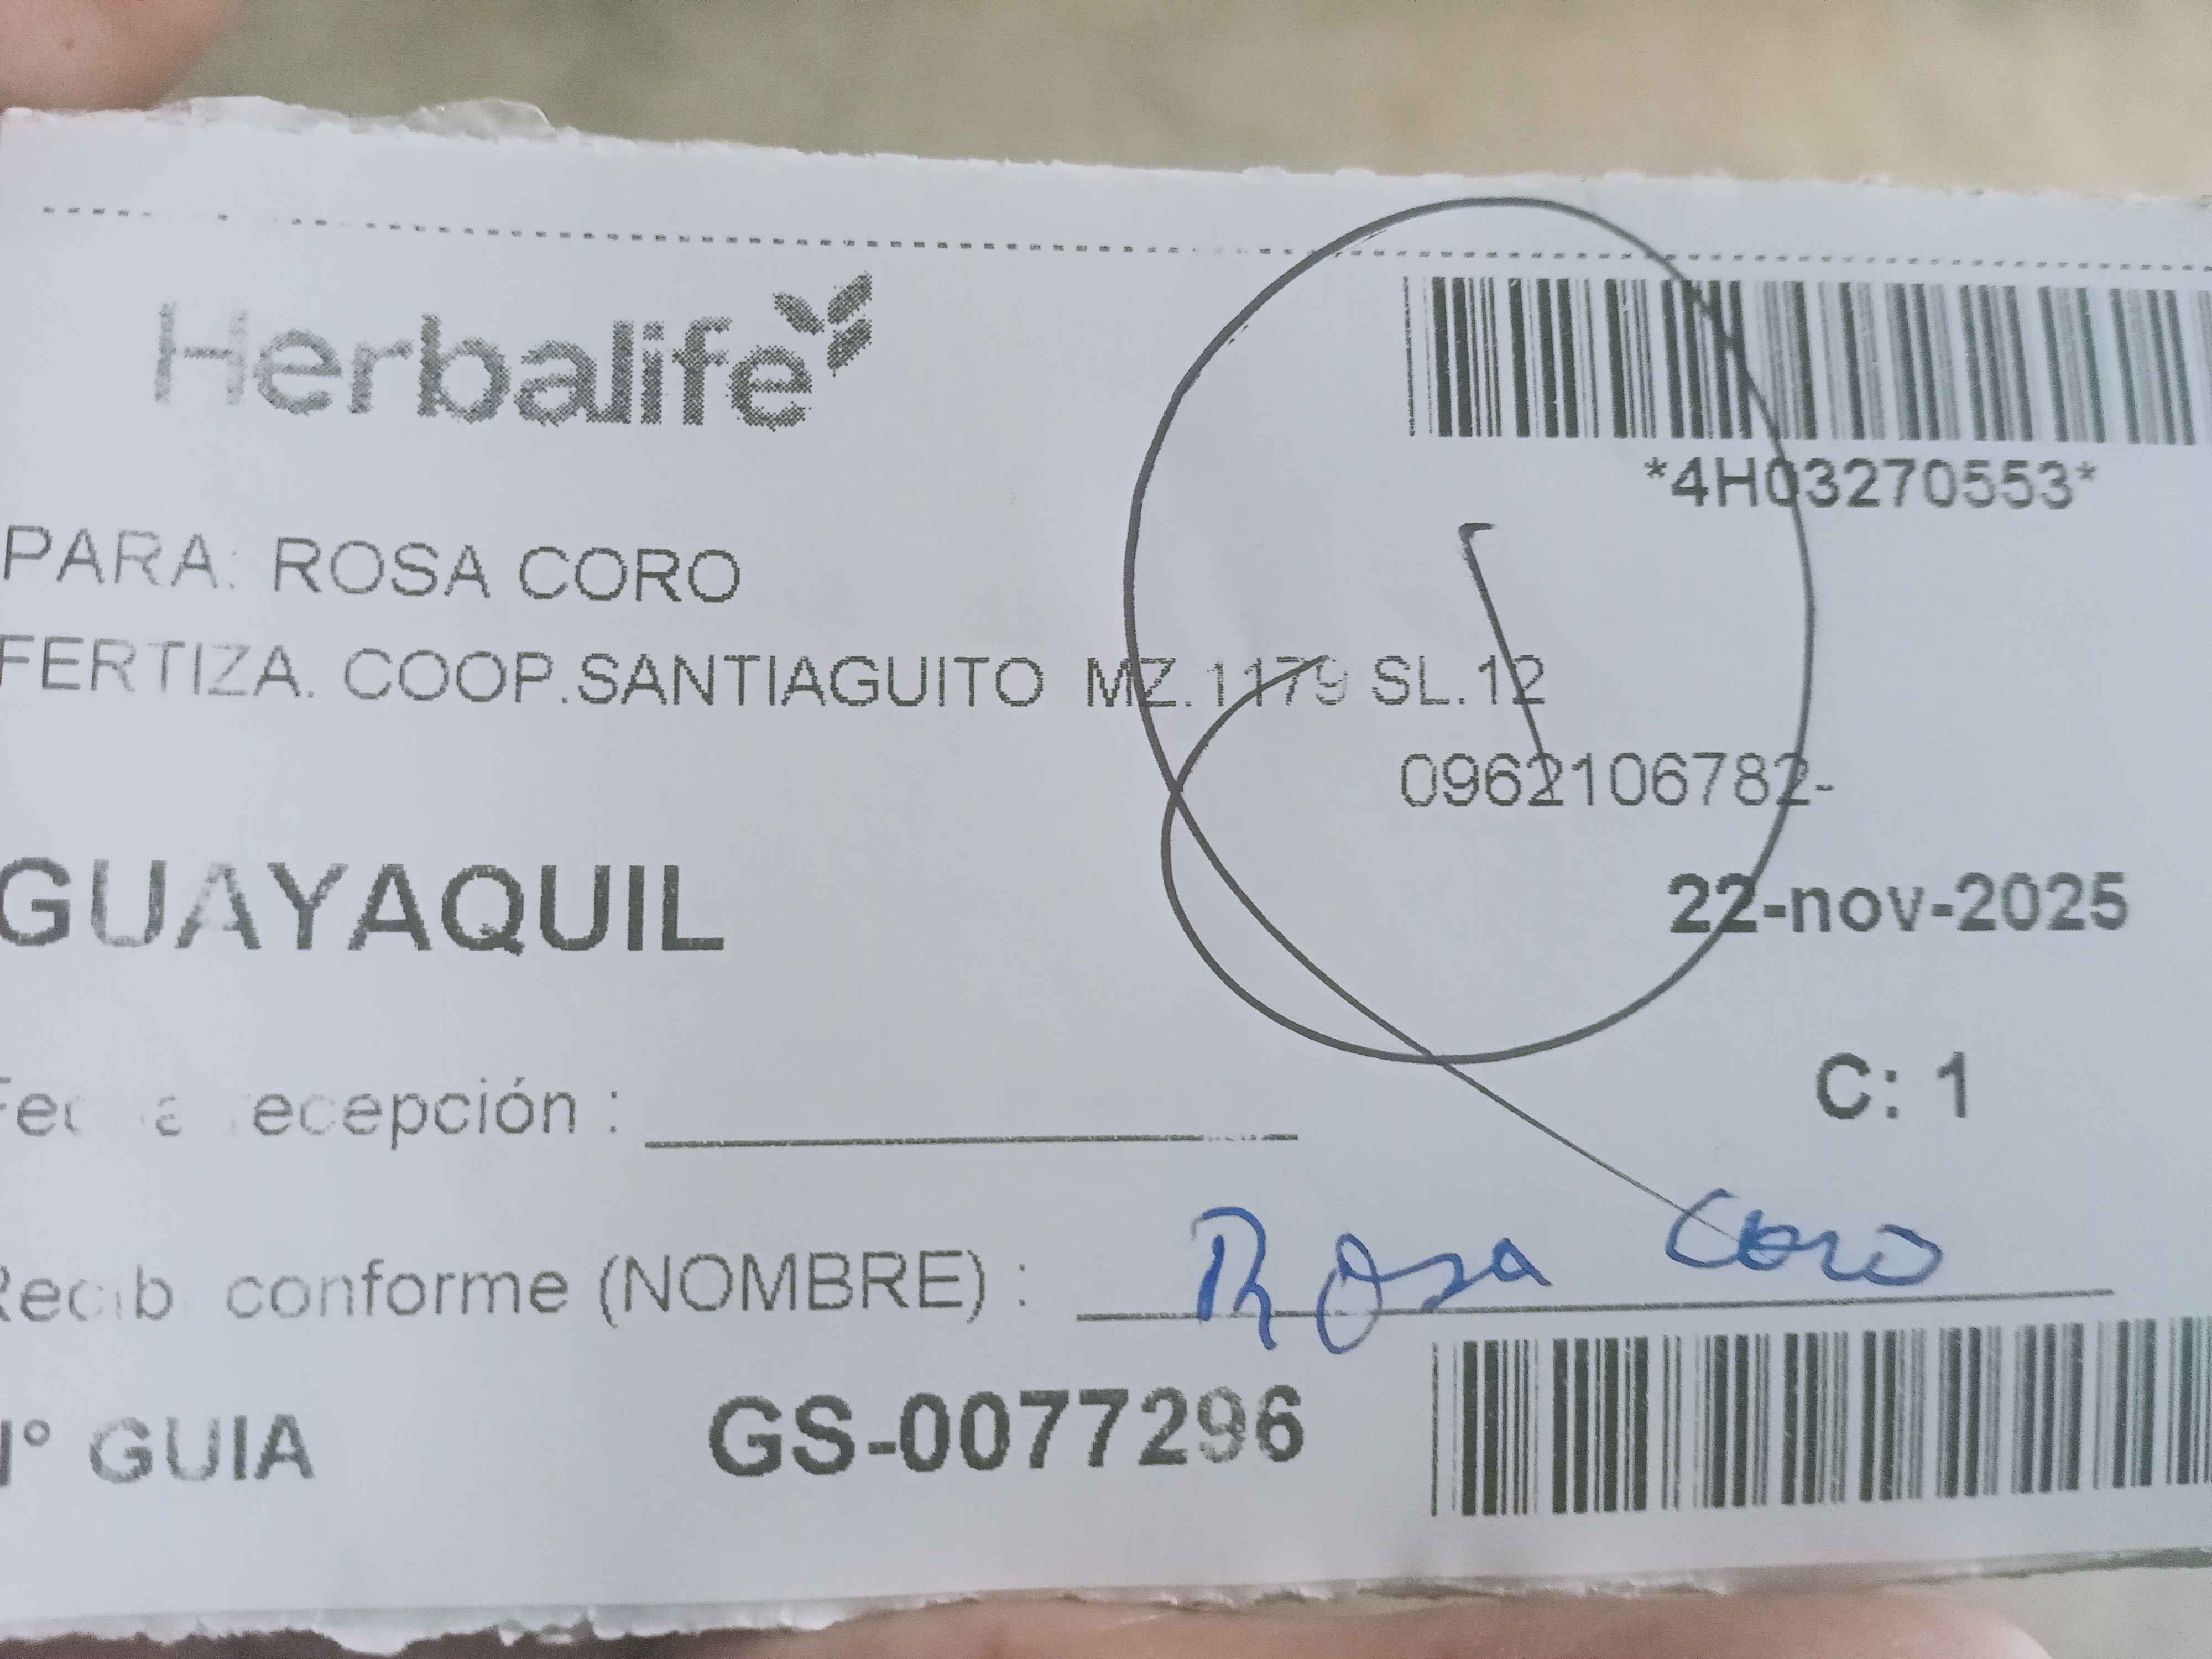 Herbalife
*4H03270553*
PARA: ROSA CORO
FERTIZA. COOP.SANTIAGUITO MZ.1179 SL.12
0962106782-
GUAYAQUIL
22-nov-2025
C: 1
recepción :
conforme (NOMBRE) : Rosa Coro
N° GUIA GS-0077296